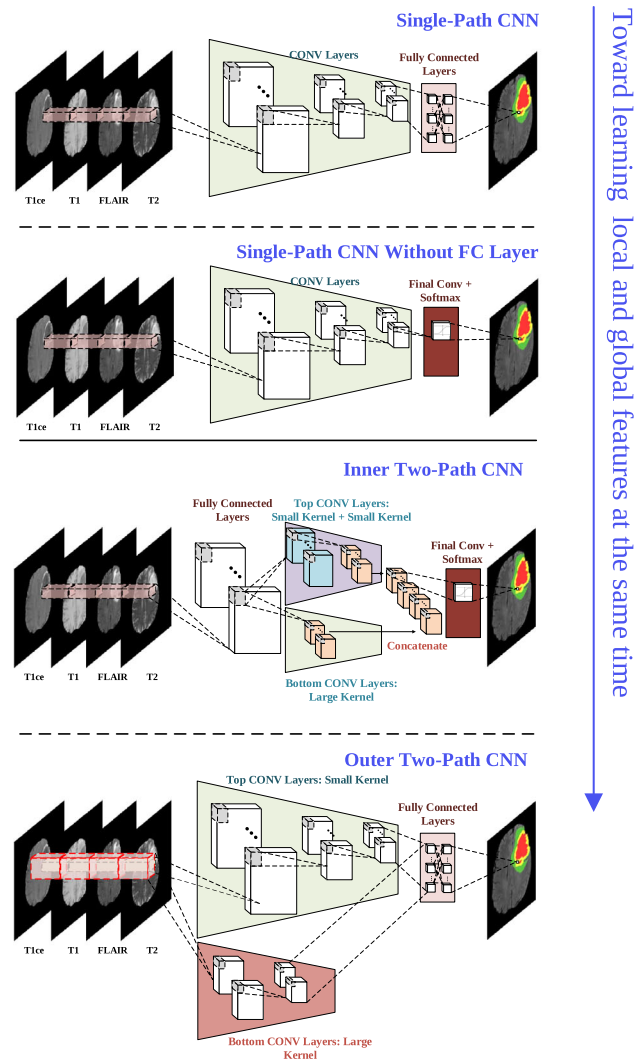 Single-Path CNN
CONV Layers
Fully Connected
Layers
T1ce
T1
FLAIR
T2
Single-Path CNN Without FC Layer
CONV Layers
Final Conv +
Softmax
T1ce
T1
FLAIR
T2
Inner Two-Path CNN
Fully Connected
Layers
Top CONV Layers:
Small Kernel + Small Kernel
Final Conv +
Softmax
Concatenate
T1ce
T1
FLAIR
T2
Bottom CONV Layers:
Large Kernel
Outer Two-Path CNN
Top CONV Layers: Small Kernel
Fully Connected
Layers
T1ce
T1
FLAIR
T2
Bottom CONV Layers: Large
Kernel
Toward learning local and global features at the same time